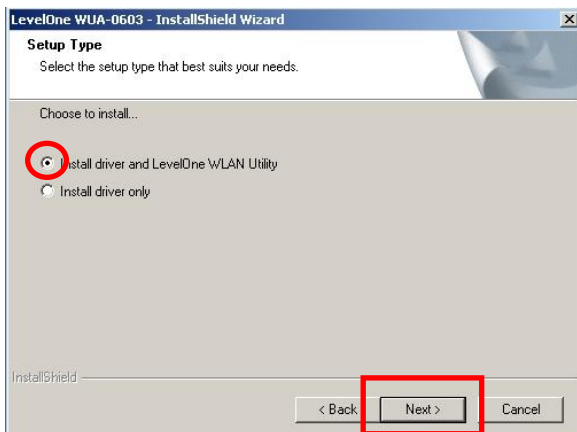 LevelOne WUA-0603 - InstallShield Wizard
Setup Type
Select the setup type that best suits your needs.
Choose to install...
Install driver and LevelOne WLAN Utility
Install driver only
InstallShield
< Back
Next >
Cancel